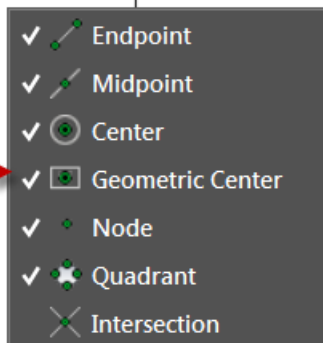 Endpoint
Midpoint
Center
Geometric Center
Node
Quadrant
Intersection